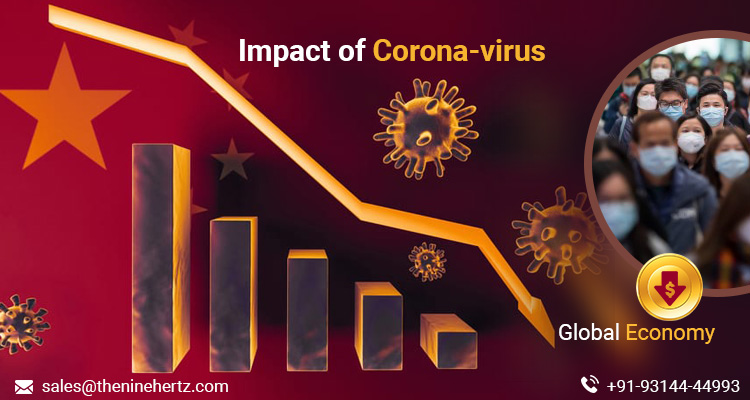 Impact of Corona-virus
$
Global Economy
sales@theninehertz.com
+91-93144-44993